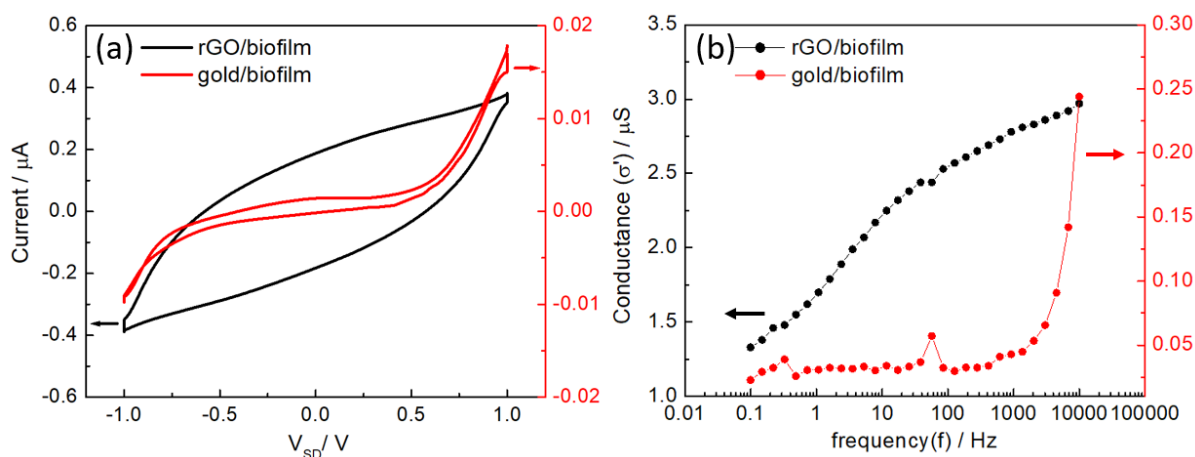 (a)
rGO/biofilm
gold/biofilm
Current / μA
0.6
0.4
0.2
0.0
-0.2
-0.4
-0.6
-1.0 -0.5 0.0 0.5 1.0
V_SD/ V
0.02
0.01
0.00
-0.01
-0.02
(b)
rGO/biofilm
gold/biofilm
Conductance (σ') / μS
3.5
3.0
2.5
2.0
1.5
1.0
0.01 0.1 1 10 100 1000 10000 100000
frequency(f) / Hz
0.30
0.25
0.20
0.15
0.10
0.05